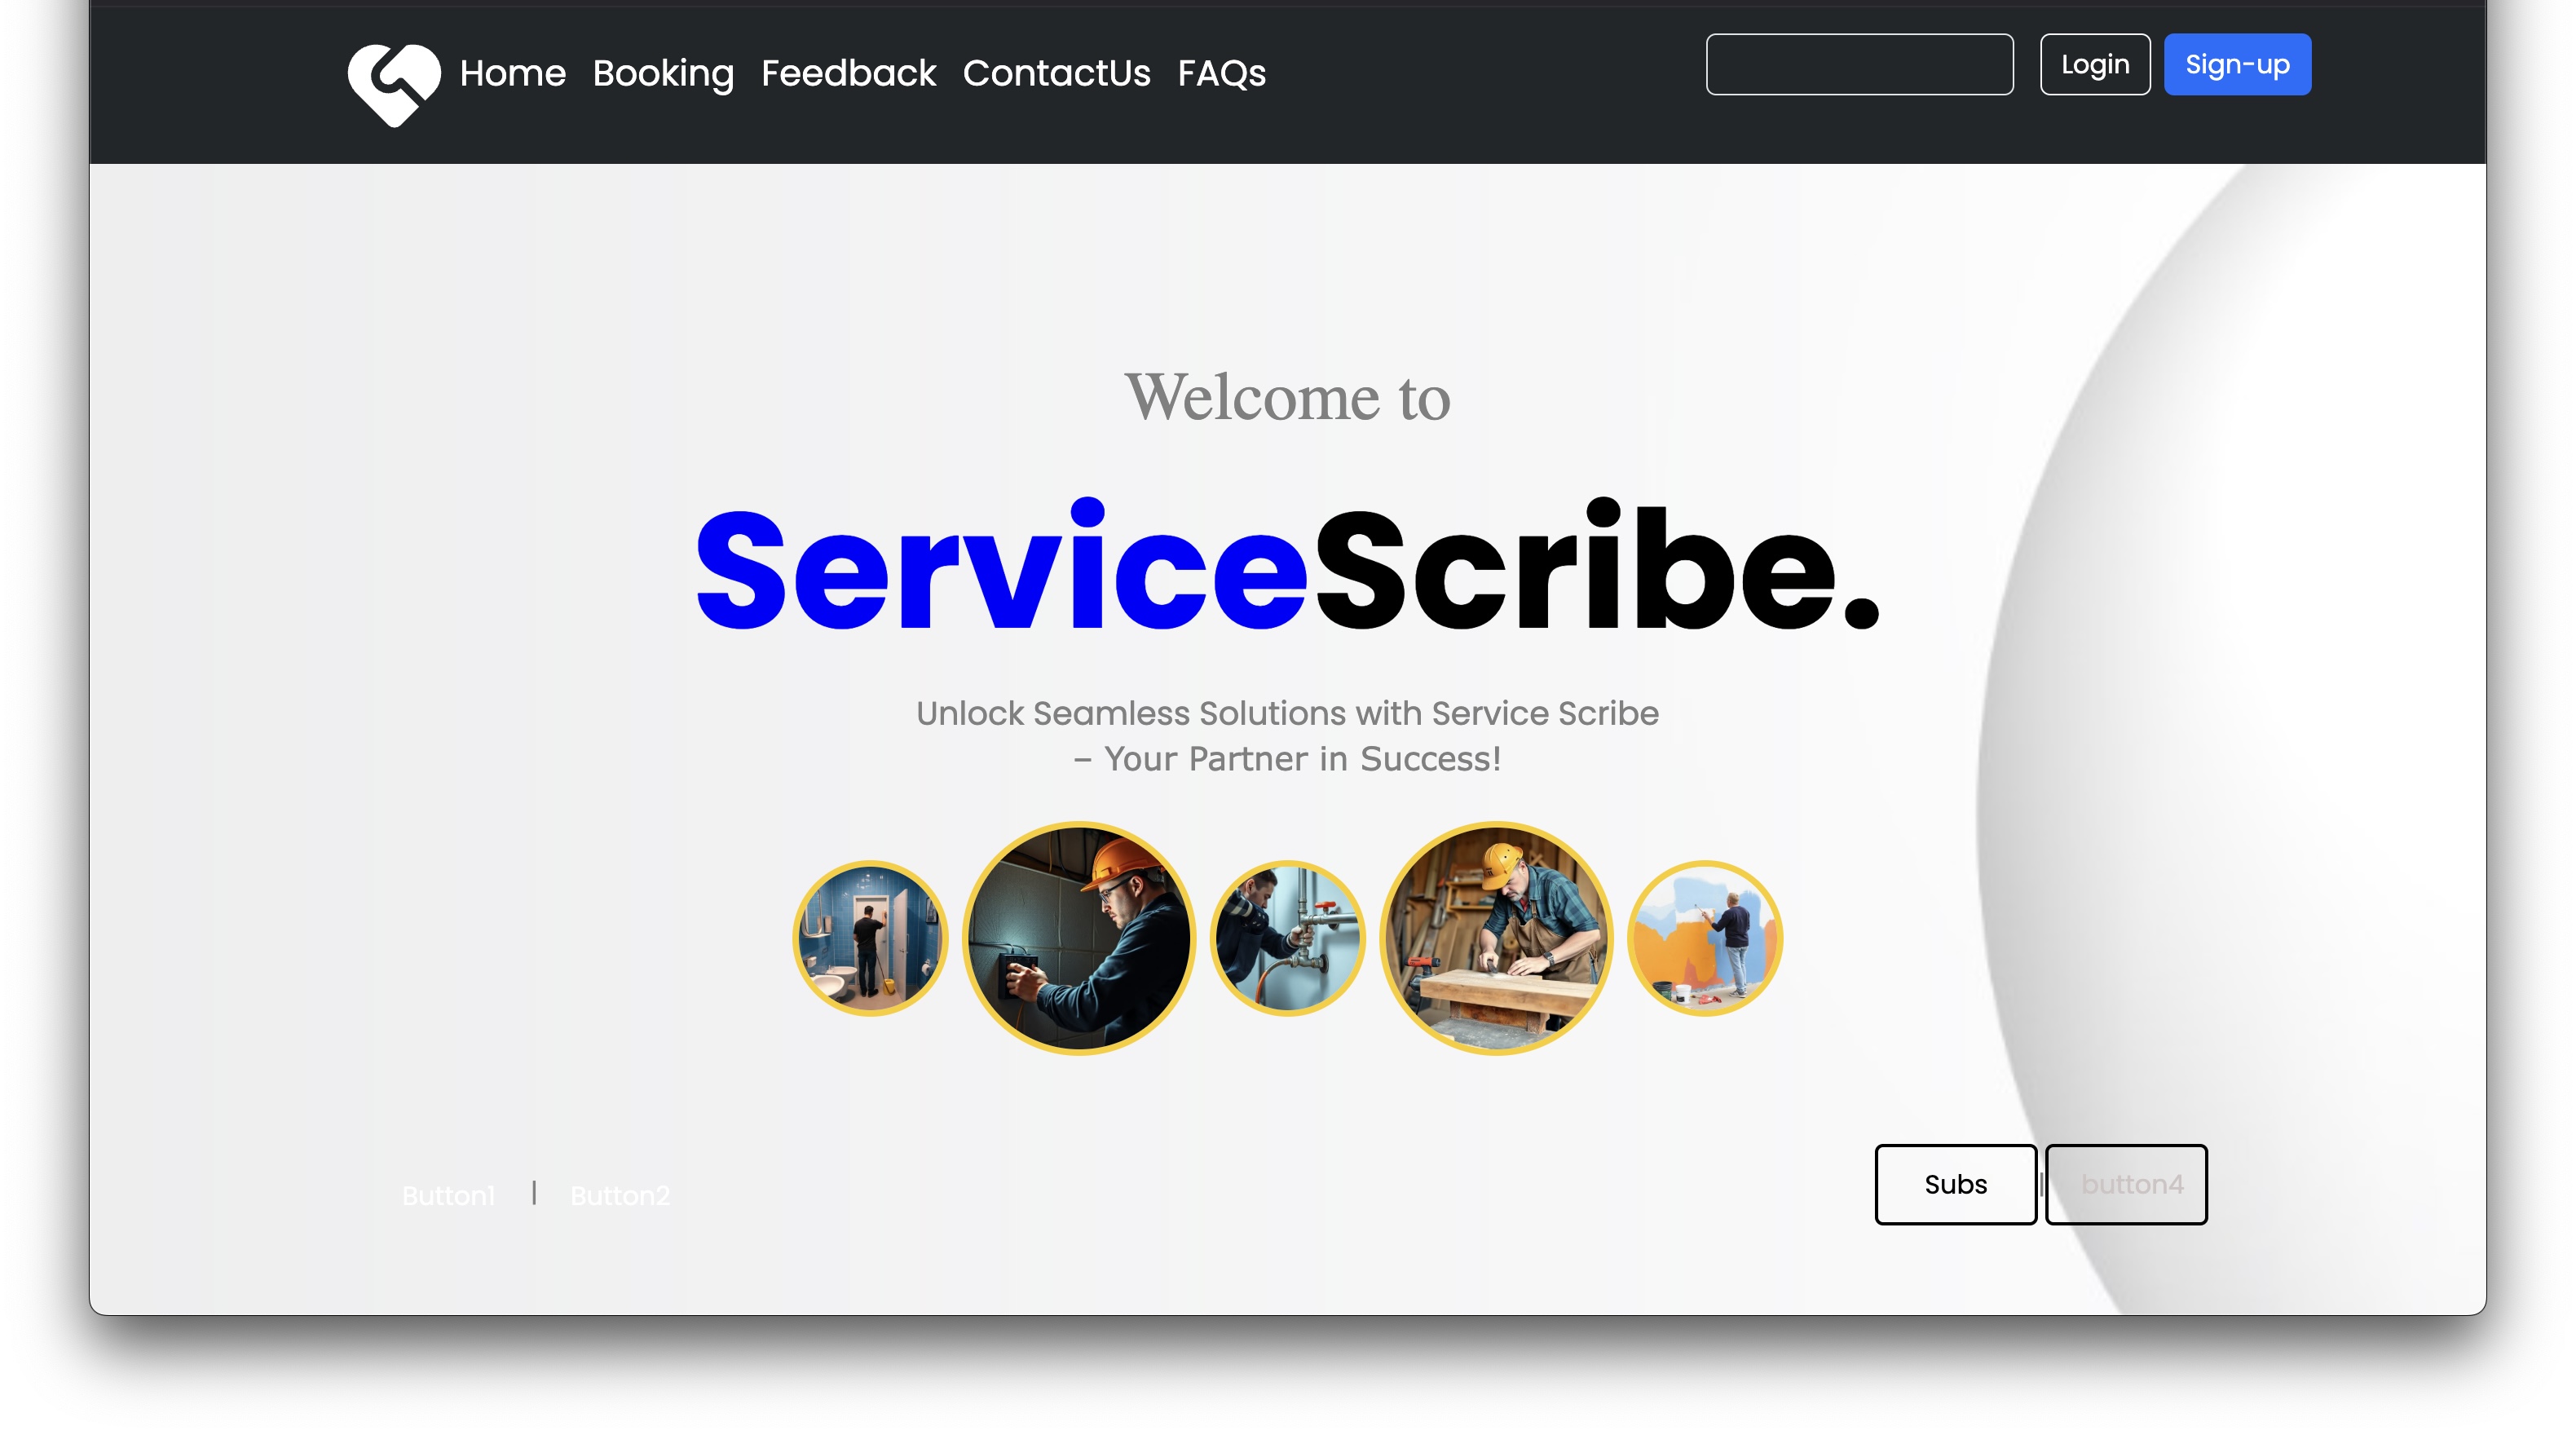 Home Booking Feedback ContactUs FAQs
Login Sign-up
Welcome to
ServiceScribe.
Unlock Seamless Solutions with Service Scribe
– Your Partner in Success!
Button1 | Button2
Subs | button4